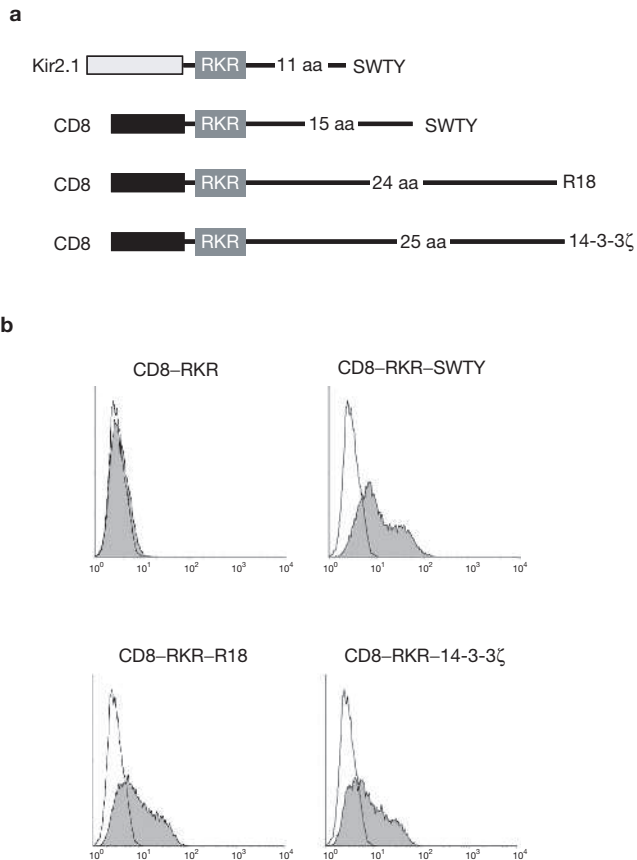 a
Kir2.1 RKR 11 aa SWTY
CD8 RKR 15 aa SWTY
CD8 RKR 24 aa R18
CD8 RKR 25 aa 14-3-3ζ
b
CD8–RKR CD8–RKR–SWTY
10⁰ 10¹ 10² 10³ 10⁴ 10⁰ 10¹ 10² 10³ 10⁴
CD8–RKR–R18 CD8–RKR–14-3-3ζ
10⁰ 10¹ 10² 10³ 10⁴ 10⁰ 10¹ 10² 10³ 10⁴